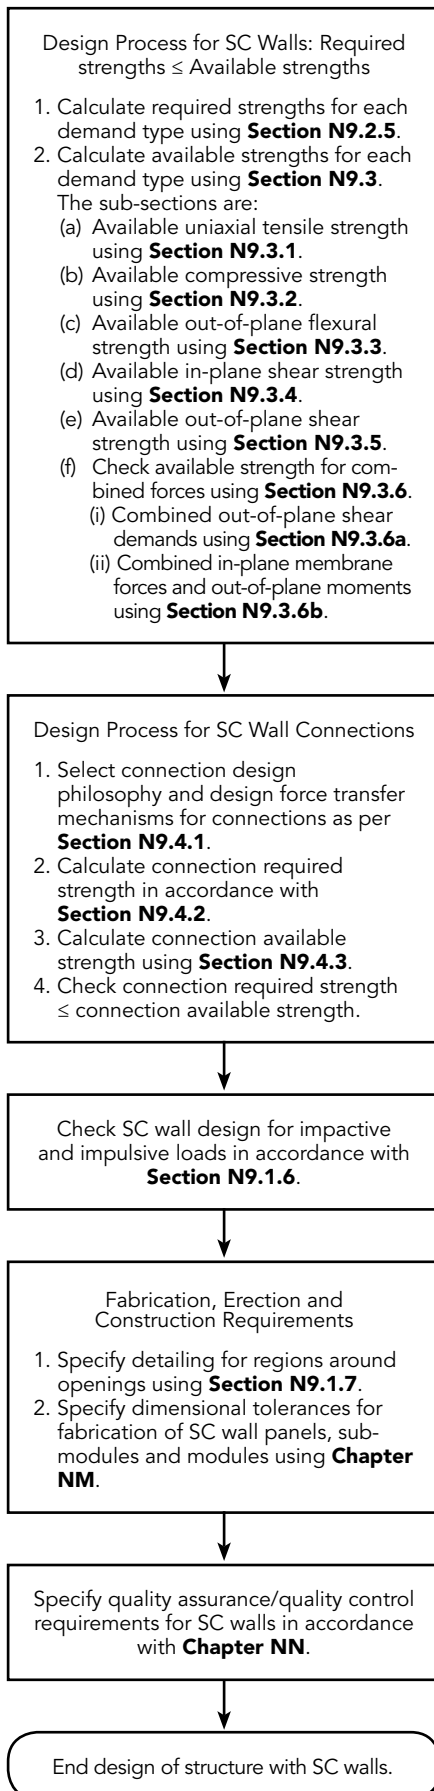 Design Process for SC Walls: Required
strengths ≤ Available strengths
1. Calculate required strengths for each
demand type using Section N9.2.5.
2. Calculate available strengths for each
demand type using Section N9.3.
The sub-sections are:
(a) Available uniaxial tensile strength
using Section N9.3.1.
(b) Available compressive strength
using Section N9.3.2.
(c) Available out-of-plane flexural
strength using Section N9.3.3.
(d) Available in-plane shear strength
using Section N9.3.4.
(e) Available out-of-plane shear
strength using Section N9.3.5.
(f) Check available strength for com-
bined forces using Section N9.3.6.
(i) Combined out-of-plane shear
demands using Section N9.3.6a.
(ii) Combined in-plane membrane
forces and out-of-plane moments
using Section N9.3.6b.
Design Process for SC Wall Connections
1. Select connection design
philosophy and design force transfer
mechanisms for connections as per
Section N9.4.1.
2. Calculate connection required
strength in accordance with
Section N9.4.2.
3. Calculate connection available
strength using Section N9.4.3.
4. Check connection required strength
≤ connection available strength.
Check SC wall design for impactive
and impulsive loads in accordance with
Section N9.1.6.
Fabrication, Erection and
Construction Requirements
1. Specify detailing for regions around
openings using Section N9.1.7.
2. Specify dimensional tolerances for
fabrication of SC wall panels, sub-
modules and modules using Chapter
NM.
Specify quality assurance/quality control
requirements for SC walls in accordance
with Chapter NN.
End design of structure with SC walls.